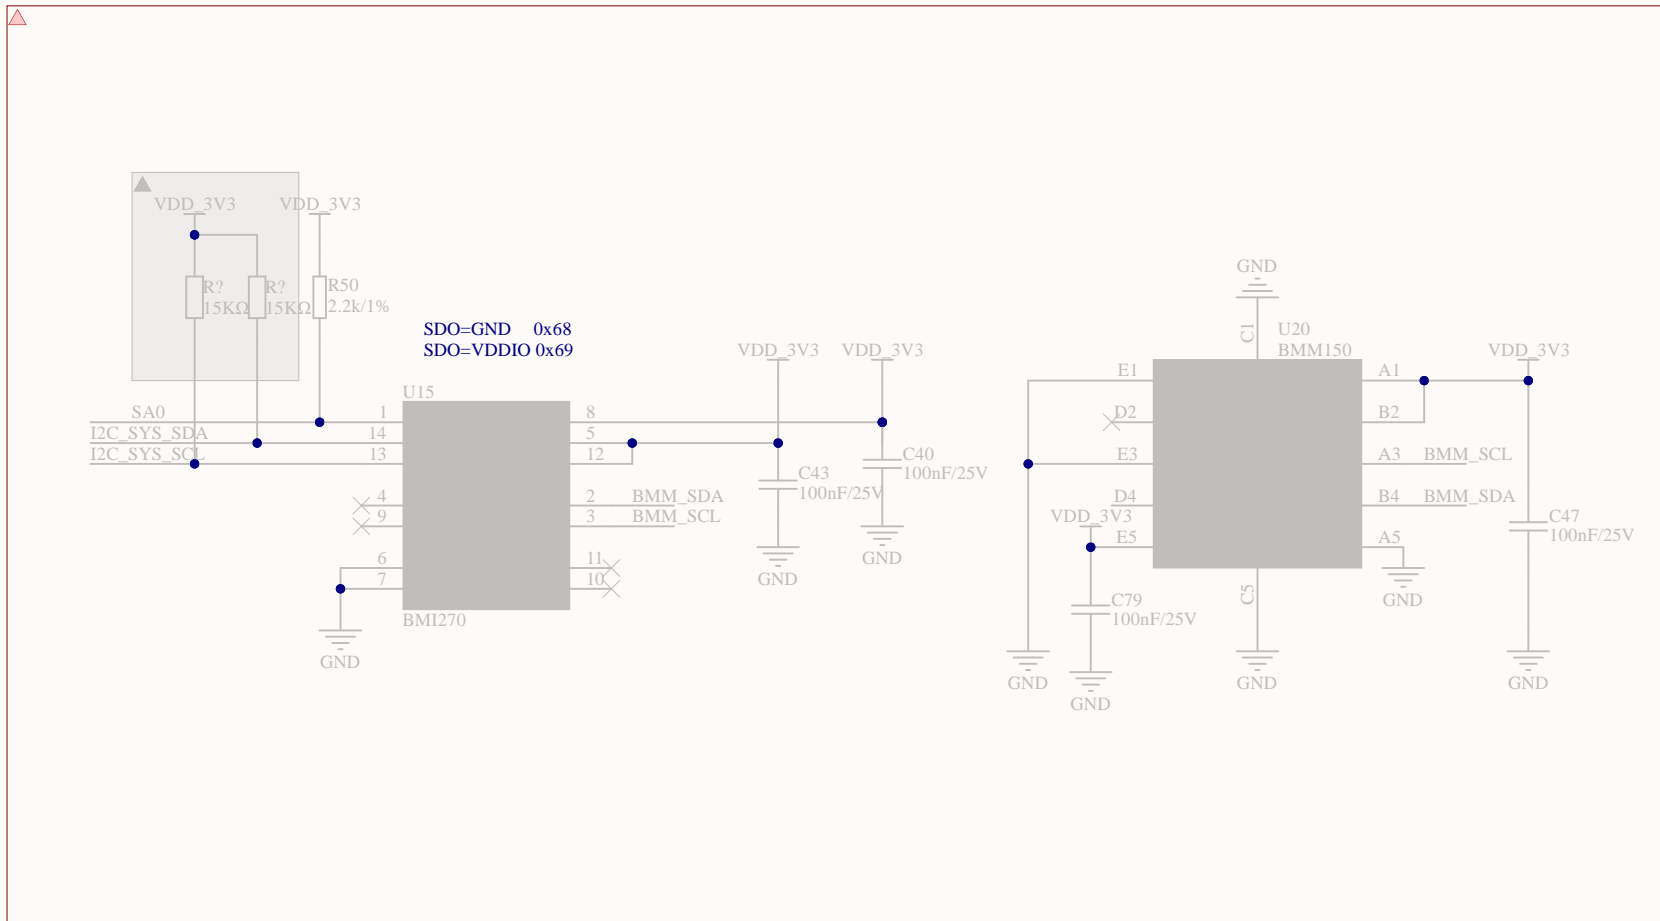 VDD_3V3
VDD_3V3
R?
15KΩ
R?
15KΩ
R50
2.2k/1%
SDO=GND 0x68
SDO=VDDIO 0x69
U15
SA0
I2C_SYS_SDA
I2C_SYS_SCL
1
14
13
4
9
6
7
8
5
12
2
3
11
10
BMM_SDA
BMM_SCL
BMI270
GND
VDD_3V3
VDD_3V3
C43
100nF/25V
C40
100nF/25V
GND
GND
GND
C1
U20
BMM150
E1
D2
E3
D4
VDD_3V3
E5
C79
100nF/25V
GND
GND
C5
GND
A1
B2
A3
B4
A5
BMM_SCL
BMM_SDA
GND
VDD_3V3
C47
100nF/25V
GND